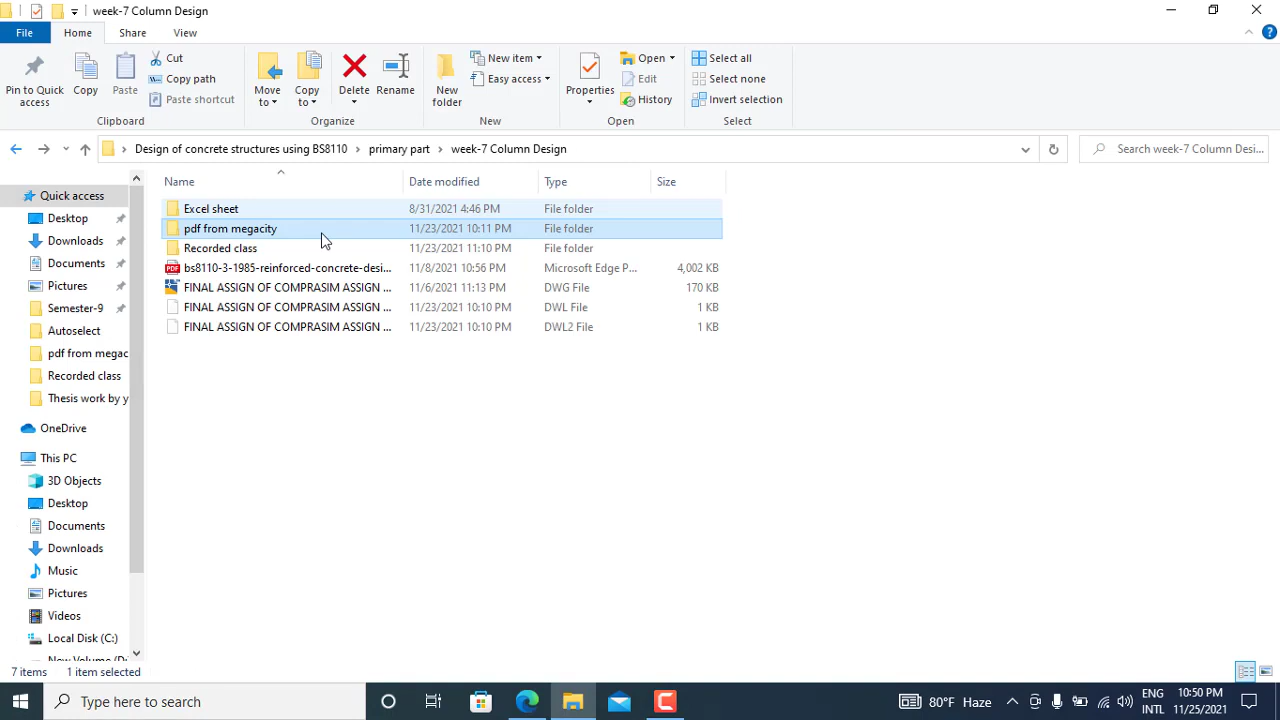 week-7 Column Design
File Home Share View
Pin to Quick access
Copy
Paste
Cut
Copy path
Paste shortcut
Clipboard
Move to
Copy to
Delete
Rename
Organize
New folder
New item
Easy access
New
Properties
Open
Edit
History
Open
Select all
Select none
Invert selection
Select
Design of concrete structures using BS8110 > primary part > week-7 Column Design
Search week-7 Column Desi...
Name Date modified Type Size
Excel sheet 8/31/2021 4:46 PM File folder
pdf from megacity 11/23/2021 10:11 PM File folder
Recorded class 11/23/2021 11:10 PM File folder
bs8110-3-1985-reinforced-concrete-desi... 11/8/2021 10:56 PM Microsoft Edge P... 4,002 KB
FINAL ASSIGN OF COMPRASIM ASSIGN ... 11/6/2021 11:13 PM DWG File 170 KB
FINAL ASSIGN OF COMPRASIM ASSIGN ... 11/23/2021 10:10 PM DWL File 1 KB
FINAL ASSIGN OF COMPRASIM ASSIGN ... 11/23/2021 10:10 PM DWL2 File 1 KB
Quick access
Desktop
Downloads
Documents
Pictures
Semester-9
Autoselect
pdf from megac
Recorded class
Thesis work by y
OneDrive
This PC
3D Objects
Desktop
Documents
Downloads
Music
Pictures
Videos
Local Disk (C:)
New Volume (D:
7 items 1 item selected
Type here to search
80°F Haze
ENG
INTL
10:50 PM
11/25/2021